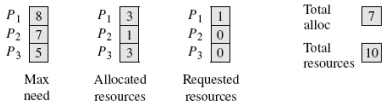 P1 8 P1 3 P1 1 Total alloc 7
P2 7 P2 1 P2 0
P3 5 P3 3 P3 0 Total resources 10
Max need Allocated resources Requested resources